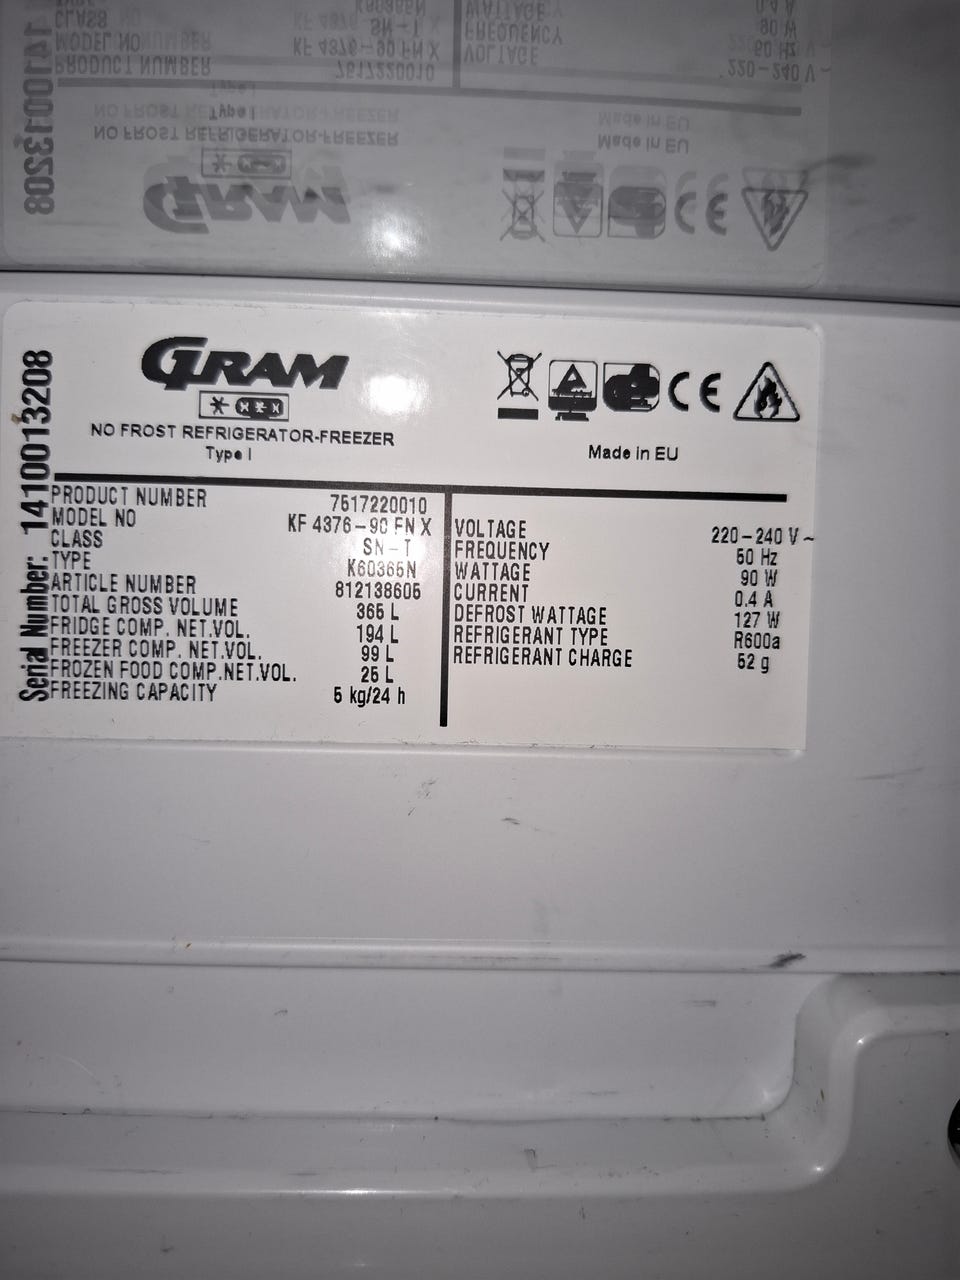 GRAM
NO FROST REFRIGERATOR-FREEZER
Type I
Made in EU
CE
Serial Number: 1410013208
PRODUCT NUMBER 7517220010
MODEL NO KF 4376-90 FN X
CLASS SN-T
TYPE K60365N
ARTICLE NUMBER 812138605
TOTAL GROSS VOLUME 365 L
FRIDGE COMP. NET.VOL. 194 L
FREEZER COMP. NET.VOL. 99 L
FROZEN FOOD COMP.NET.VOL. 25 L
FREEZING CAPACITY 5 kg/24 h
VOLTAGE 220-240 V~
FREQUENCY 50 Hz
WATTAGE 90 W
CURRENT 0.4 A
DEFROST WATTAGE 127 W
REFRIGERANT TYPE R600a
REFRIGERANT CHARGE 52 g